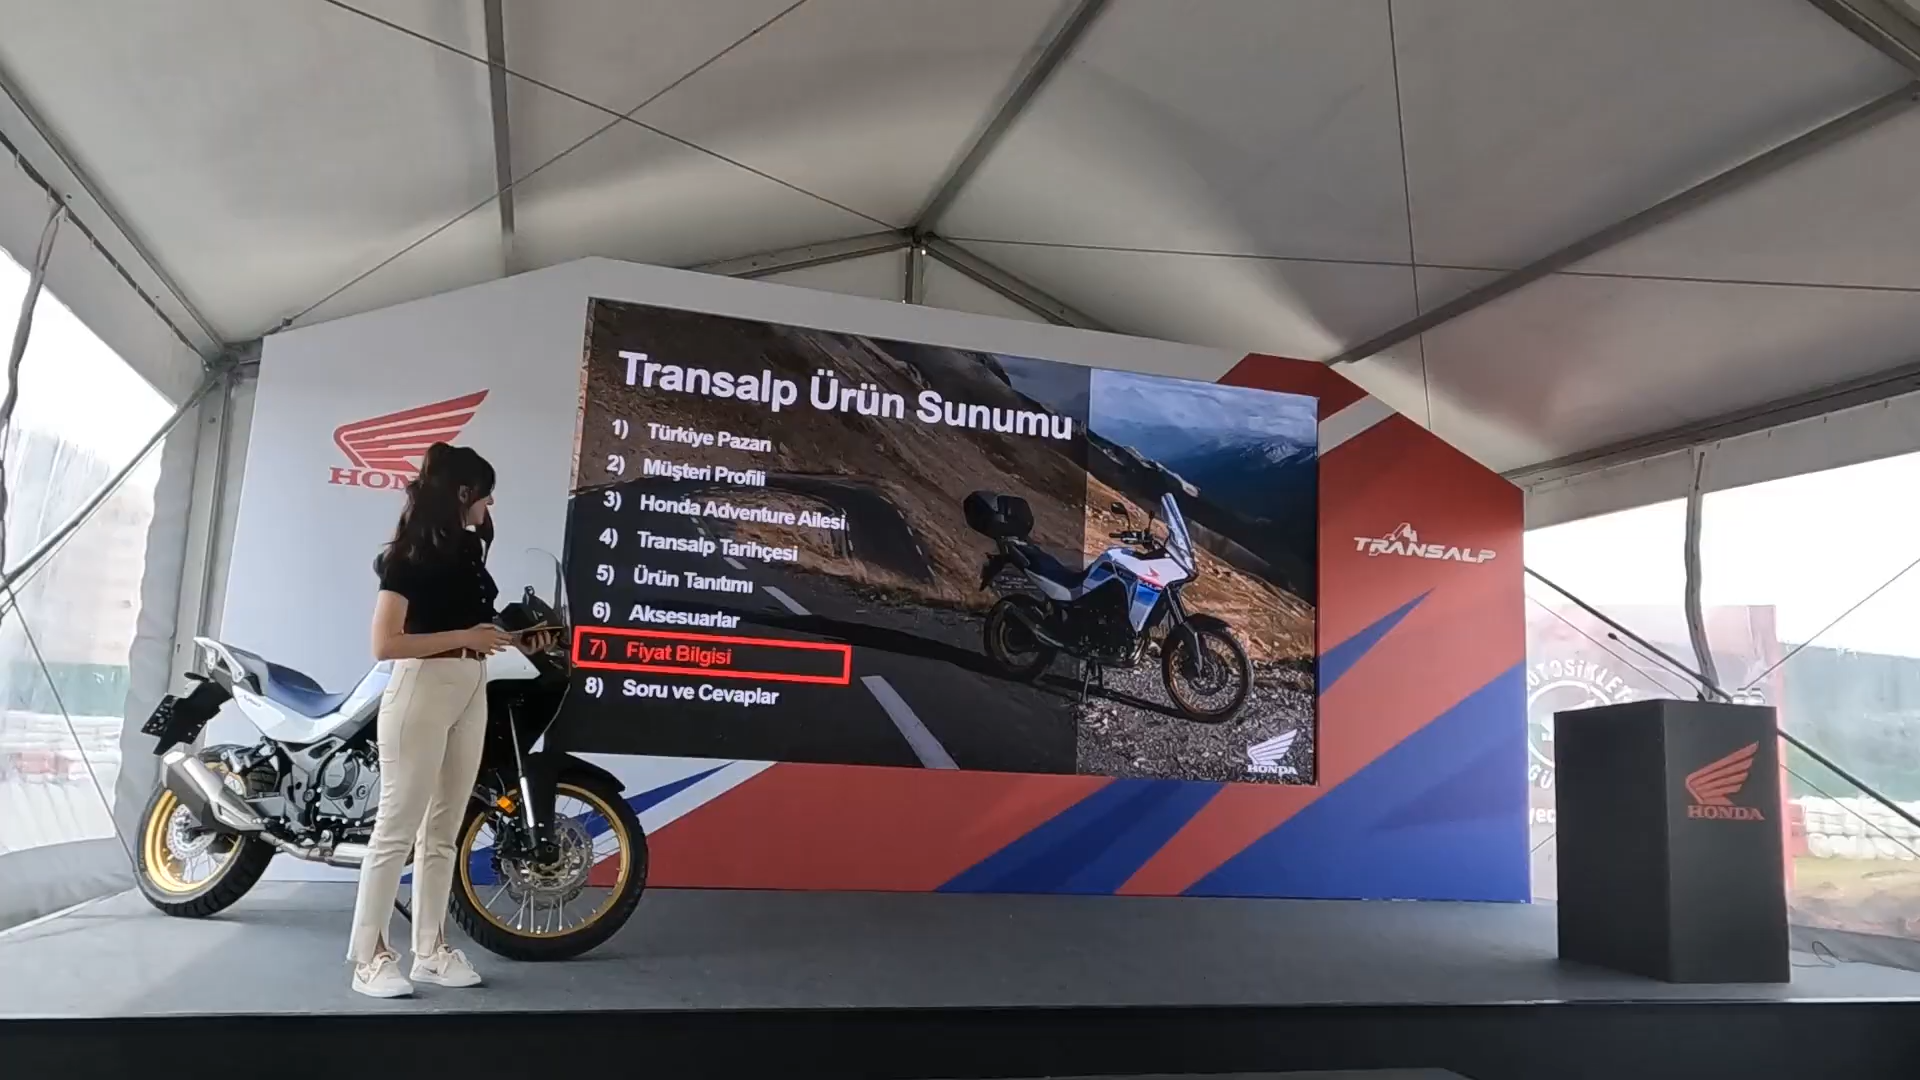 Transalp Ürün Sunumu
1) Türkiye Pazarı
2) Müşteri Profili
3) Honda Adventure Ailesi
4) Transalp Tarihçesi
5) Ürün Tanıtımı
6) Aksesuarlar
7) Fiyat Bilgisi
8) Soru ve Cevaplar
HONDA
TRANSALP
HONDA